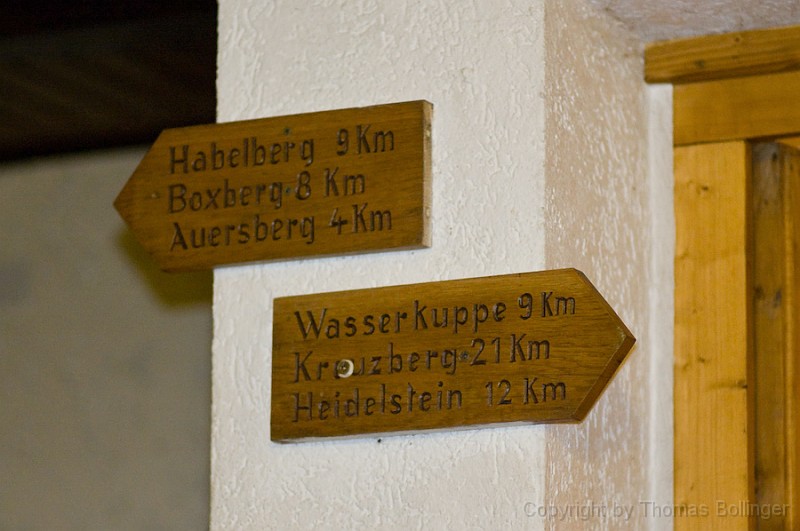 Habelberg 9 Km
Boxberg 8 Km
Auersberg 4 Km
Wasserkuppe 9 Km
Kreuzberg 21 Km
Heidelstein 12 Km
Copyright by Thomas Bollinger